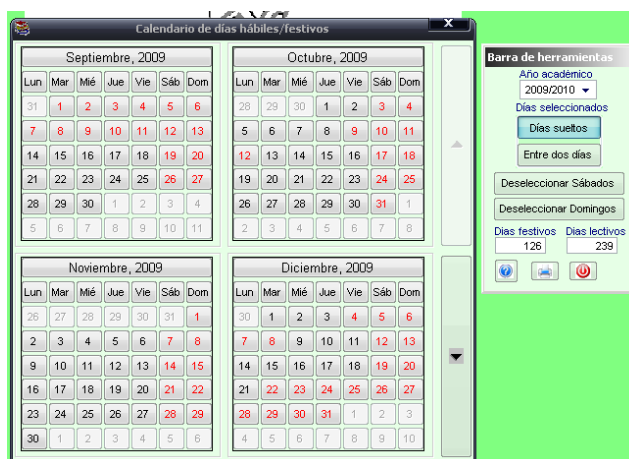 Calendario de días hábiles/festivos
X
Septiembre, 2009
Lun Mar Mié Jue Vie Sáb Dom
31 1 2 3 4 5 6
7 8 9 10 11 12 13
14 15 16 17 18 19 20
21 22 23 24 25 26 27
28 29 30 1 2 3 4
5 6 7 8 9 10 11
Octubre, 2009
Lun Mar Mié Jue Vie Sáb Dom
28 29 30 1 2 3 4
5 6 7 8 9 10 11
12 13 14 15 16 17 18
19 20 21 22 23 24 25
26 27 28 29 30 31 1
2 3 4 5 6 7 8
Noviembre, 2009
Lun Mar Mié Jue Vie Sáb Dom
26 27 28 29 30 31 1
2 3 4 5 6 7 8
9 10 11 12 13 14 15
16 17 18 19 20 21 22
23 24 25 26 27 28 29
30 1 2 3 4 5 6
Diciembre, 2009
Lun Mar Mié Jue Vie Sáb Dom
30 1 2 3 4 5 6
7 8 9 10 11 12 13
14 15 16 17 18 19 20
21 22 23 24 25 26 27
28 29 30 31 1 2 3
4 5 6 7 8 9 10
Barra de herramientas
Año académico
2009/2010
Días seleccionados
Días sueltos
Entre dos días
Deseleccionar Sábados
Deseleccionar Domingos
Dias festivos Dias lectivos
126 239